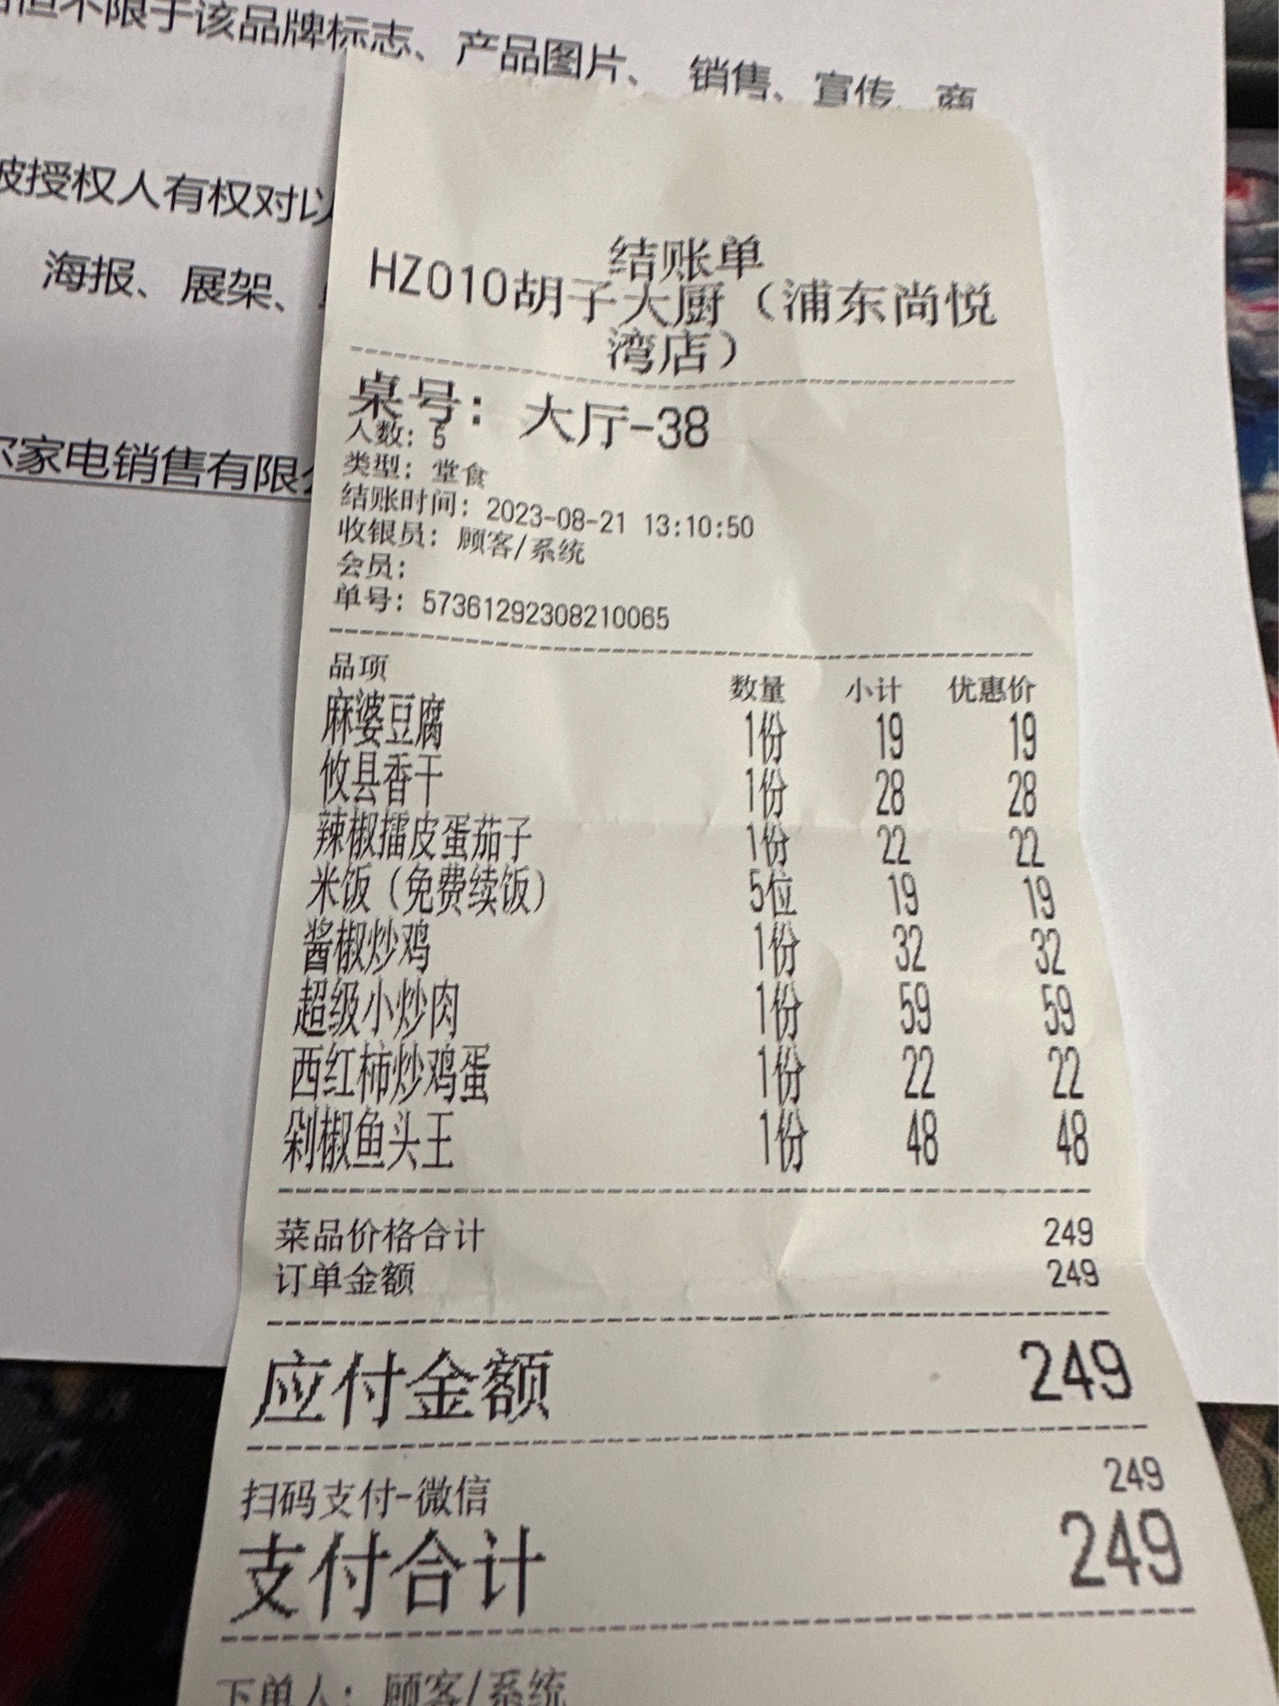 不限于该品牌标志、产品图片、 销售、宣传、商
被授权人有权对以
海报、展架、
家电销售有限
结账单
HZ010胡子大厨（浦东尚悦
湾店）
桌号： 大厅-38
人数：5
类型：堂食
结账时间：2023-08-21 13:10:50
收银员：顾客/系统
会员：
单号：57361292308210065
品项 数量 小计 优惠价
麻婆豆腐 1份 19 19
攸县香干 1份 28 28
辣椒擂皮蛋茄子 1份 22 22
米饭（免费续饭） 5位 19 19
酱椒炒鸡 1份 32 32
超级小炒肉 1份 59 59
西红柿炒鸡蛋 1份 22 22
剁椒鱼头王 1份 48 48
菜品价格合计 249
订单金额 249
应付金额 249
扫码支付-微信 249
支付合计 249
下单人：顾客/系统